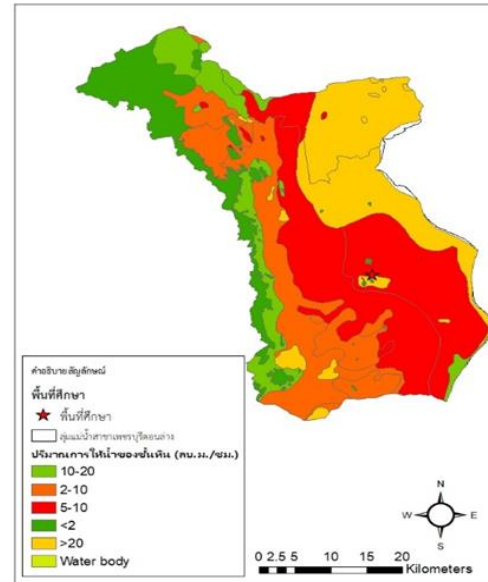 คำอธิบายสัญลักษณ์
พื้นที่ศึกษา
พื้นที่ศึกษา
ลุ่มแม่น้ำสาขาเพชรบุรีตอนล่าง
ปริมาณการให้น้ำของชั้นหิน (ลบ.ม./ชม.)
10-20
2-10
5-10
<2
>20
Water body
N
W E
S
0 2.5 5 10 15 20
Kilometers